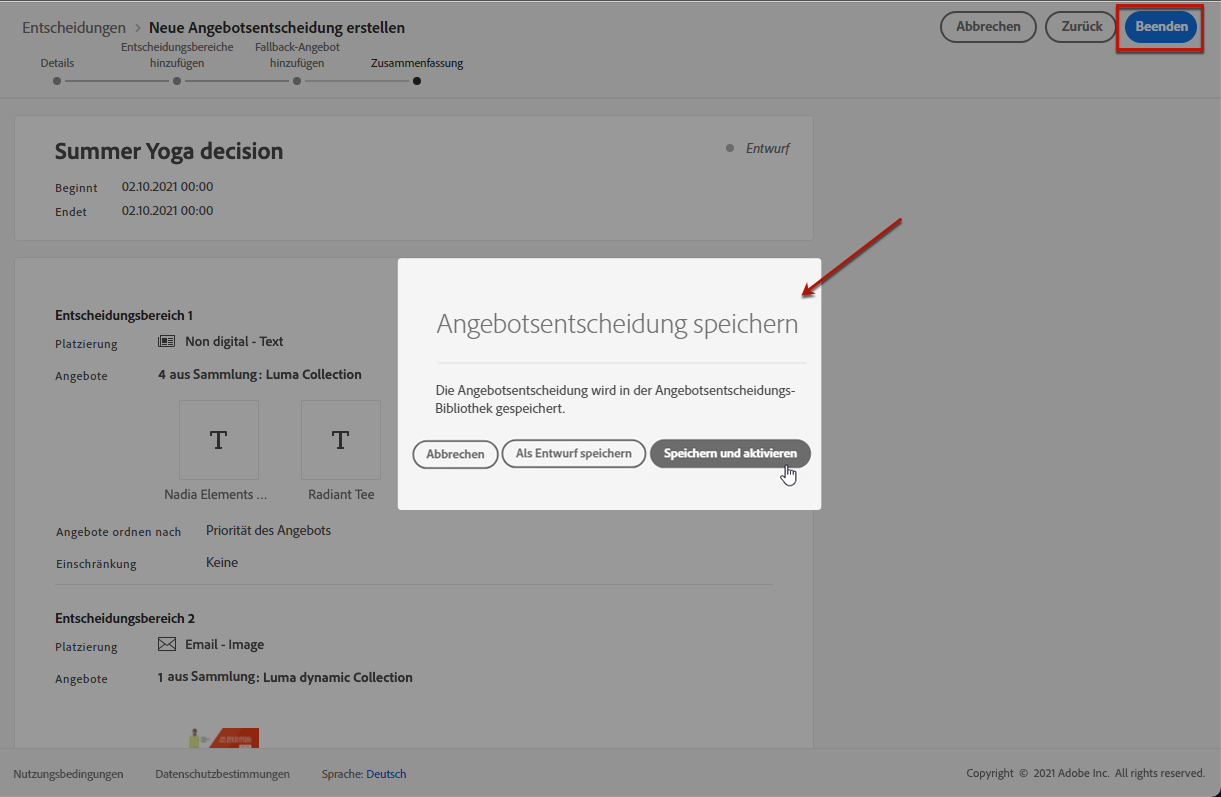 Entscheidungen > Neue Angebotsentscheidung erstellen
Abbrechen
Zurück
Beenden
Details
Entscheidungsbereiche
hinzufügen
Fallback-Angebot
hinzufügen
Zusammenfassung
Summer Yoga decision
Entwurf
Beginnt 02.10.2021 00:00
Endet 02.10.2021 00:00
Entscheidungsbereich 1
Platzierung Non digital - Text
Angebote 4 aus Sammlung: Luma Collection
T T
Nadia Elements ... Radiant Tee
Angebote ordnen nach Priorität des Angebots
Einschränkung Keine
Entscheidungsbereich 2
Platzierung Email - Image
Angebote 1 aus Sammlung: Luma dynamic Collection
Angebotsentscheidung speichern
Die Angebotsentscheidung wird in der Angebotsentscheidungs-
Bibliothek gespeichert.
Abbrechen Als Entwurf speichern Speichern und aktivieren
Nutzungsbedingungen Datenschutzbestimmungen Sprache: Deutsch
Copyright © 2021 Adobe Inc. All rights reserved.